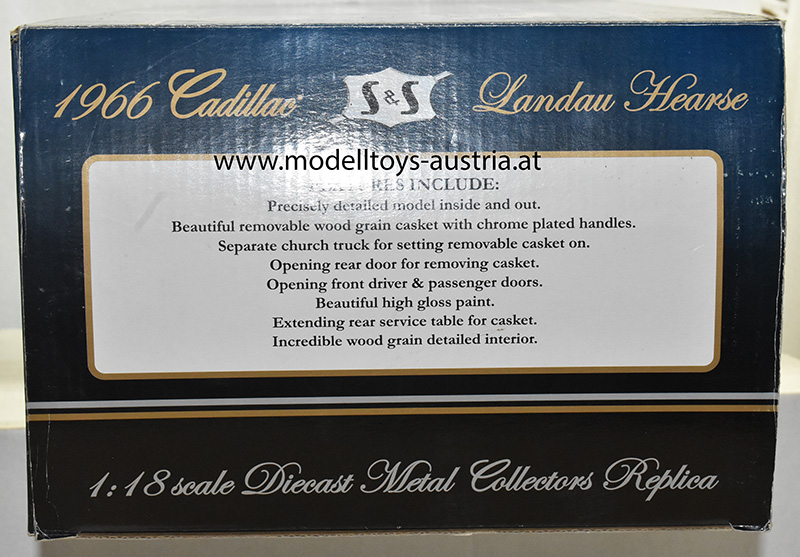 1966 Cadillac S&S Landau Hearse
www.modelltoys-austria.at
FEATURES INCLUDE:
Precisely detailed model inside and out.
Beautiful removable wood grain casket with chrome plated handles.
Separate church truck for setting removable casket on.
Opening rear door for removing casket.
Opening front driver & passenger doors.
Beautiful high gloss paint.
Extending rear service table for casket.
Incredible wood grain detailed interior.
1:18 scale Diecast Metal Collectors Replica